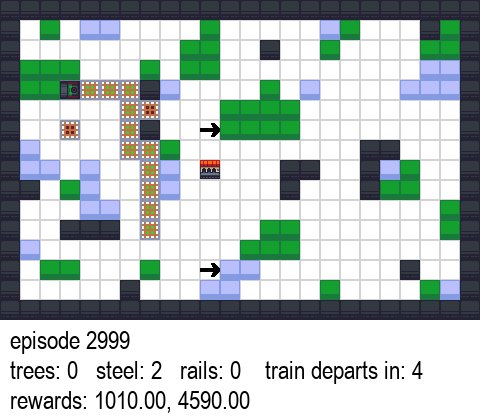 episode 2999
trees: 0 steel: 2 rails: 0 train departs in: 4
rewards: 1010.00, 4590.00